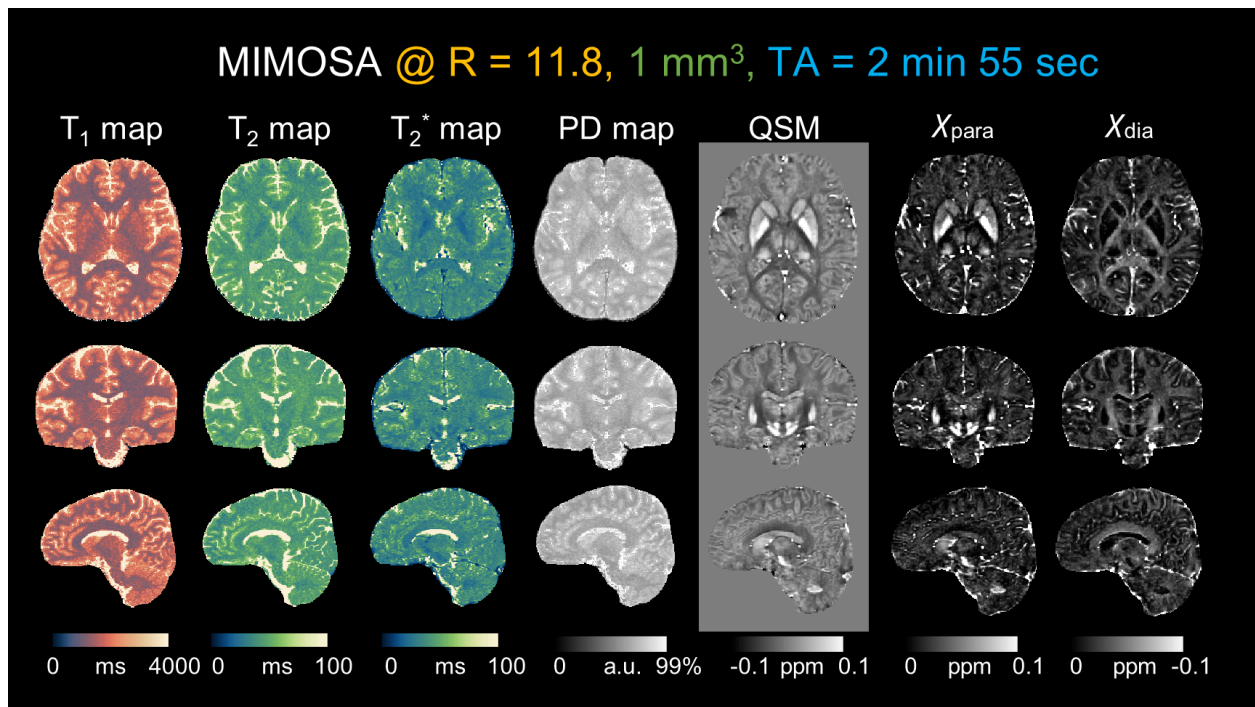 MIMOSA @ R = 11.8, 1 mm³, TA = 2 min 55 sec
T₁ map T₂ map T₂* map PD map QSM X_para X_dia
0 ms 4000 0 ms 100 0 ms 100 0 a.u. 99% -0.1 ppm 0.1 0 ppm 0.1 0 ppm -0.1